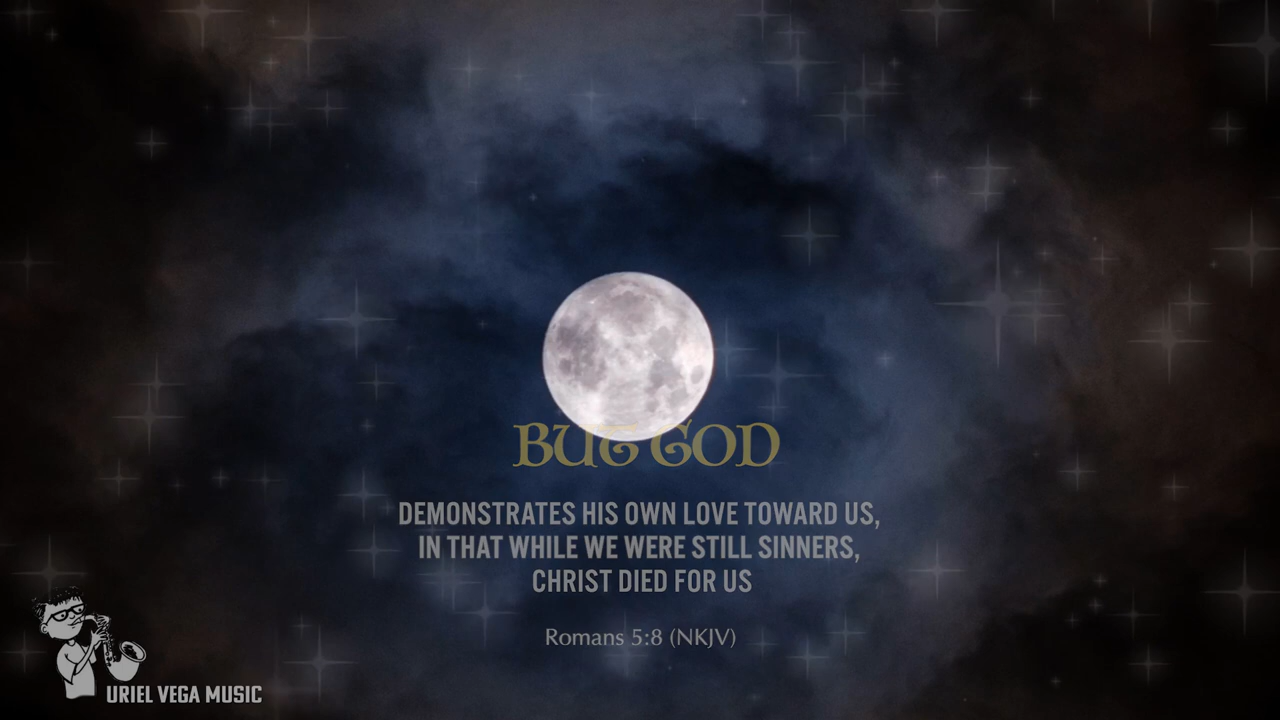 BUT GOD
DEMONSTRATES HIS OWN LOVE TOWARD US,
IN THAT WHILE WE WERE STILL SINNERS,
CHRIST DIED FOR US
Romans 5:8 (NKJV)
URIEL VEGA MUSIC